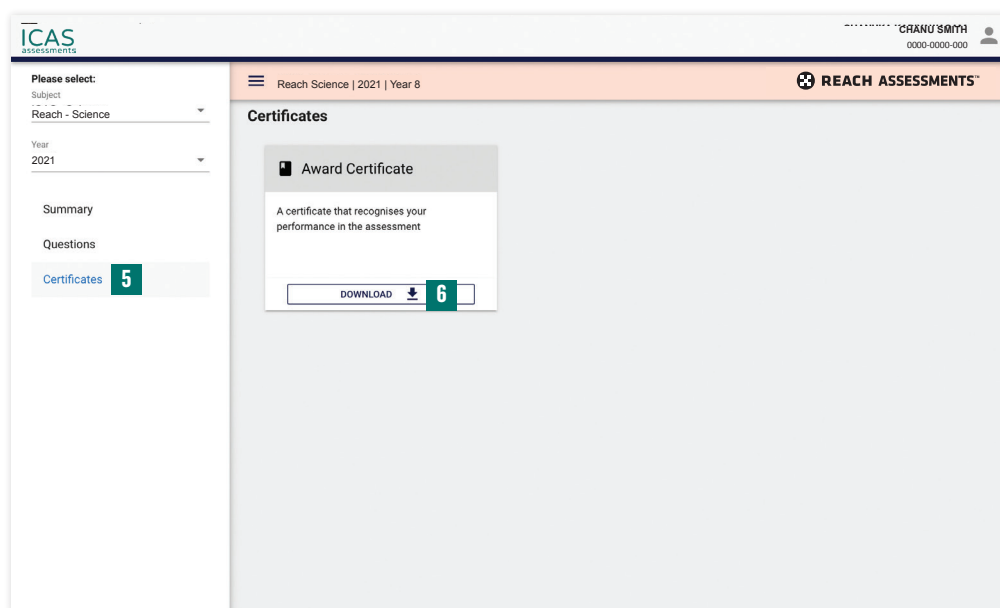 ICAS
assessments
CHANU SMITH
0000-0000-000
Please select:
Subject
Reach - Science
Year
2021
Summary
Questions
Certificates 5
Reach Science | 2021 | Year 8
REACH ASSESSMENTS™
Certificates
Award Certificate
A certificate that recognises your
performance in the assessment
DOWNLOAD 6